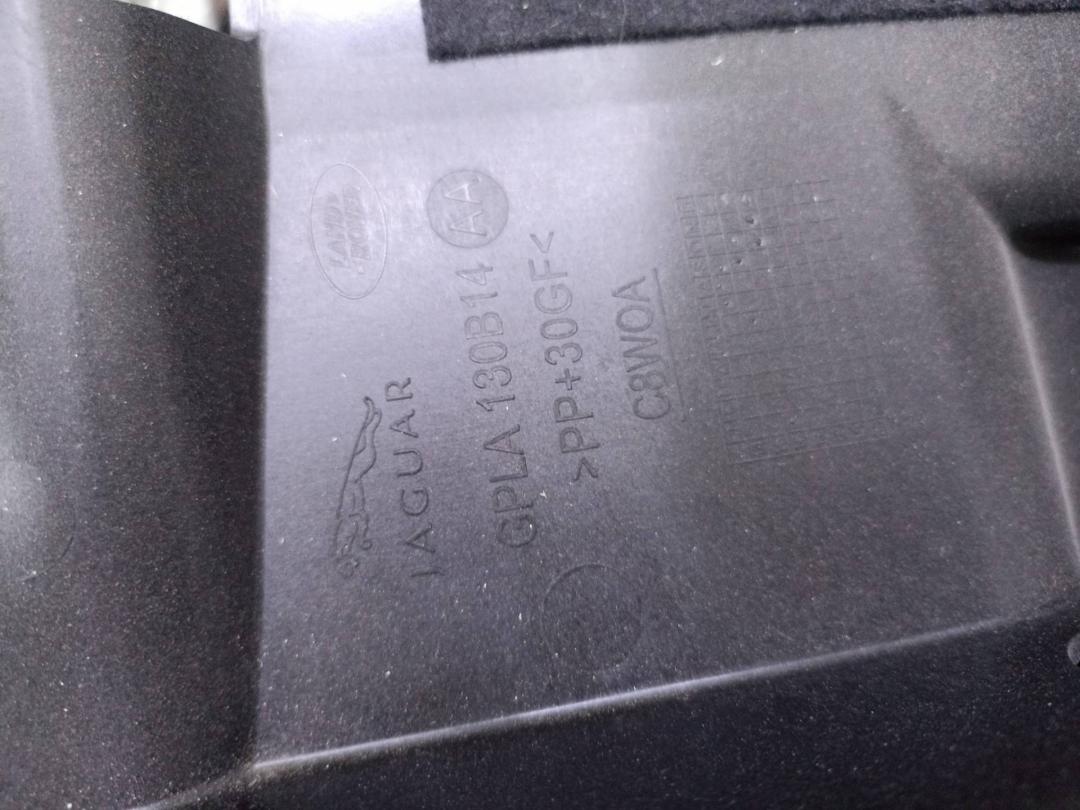 LAND
ROVER
JAGUAR
GPLA 130B14 AA
>PP+30GF<
C8W0A